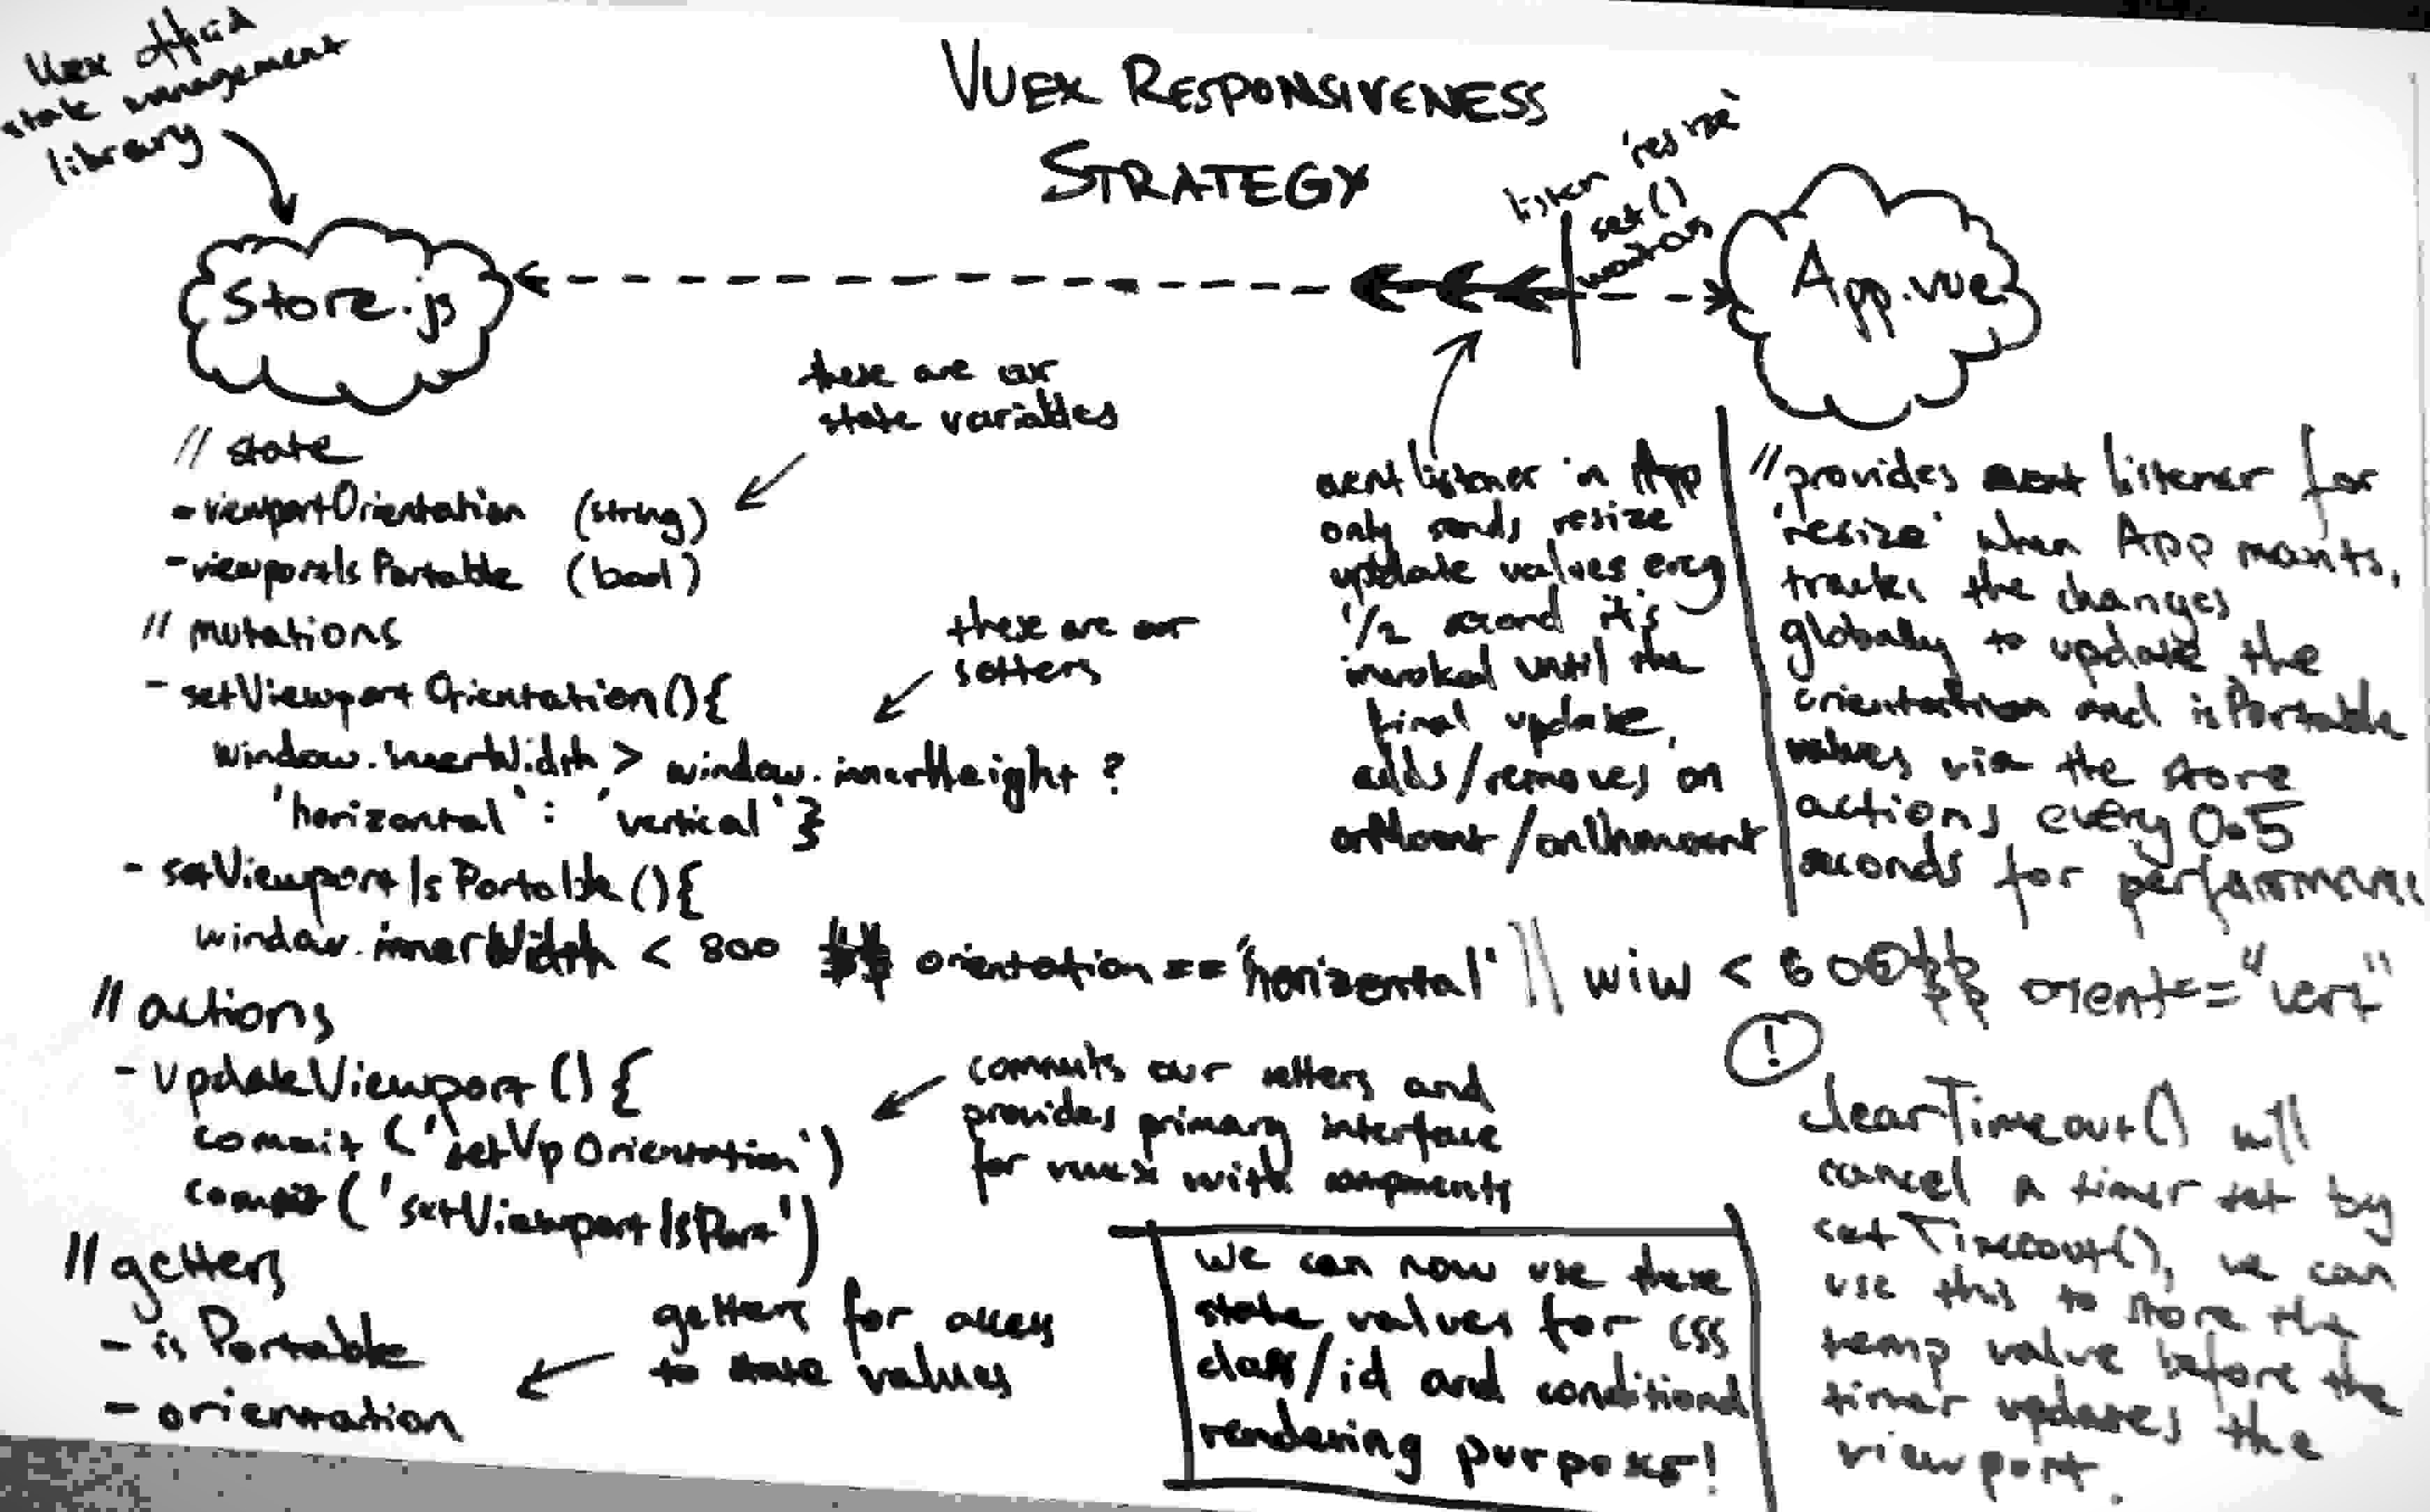 VUEX RESPONSIVENESS
STRATEGY
Vuex
state management
library
Store.js
listen 'resize'
set()
App.vue
these are our
state variables
// state
- viewportOrientation (string)
- viewportIsPortable (bool)
// mutations
these are our
setters
- setViewportOrientation(){
window.innerWidth > window.innerHeight ?
'horizontal' : 'vertical'}
- setViewportIsPortable(){
window.innerWidth < 800 && orientation == 'horizontal' || wiw < 600 && orient == "vert"
// actions
- updateViewport(){
commit('setVpOrientation')
commit('setViewportIsPort')
commits our setters and
provides primary interface
for vuex with components
// getters
- isPortable
- orientation
getters for access
to state values
event listener in App
only sends resize
update values every
1/2 second it's
invoked until the
final update,
adds/removes on
onMount/onUnmount
// provides event listener for
'resize' when App mounts,
tracks the changes
globally to update the
orientation and isPortable
values via the store
actions every 0.5
seconds for performance
!
clearTimeout() will
cancel a timer set by
setTimeout(), we can
use this to store the
temp value before the
timer updates the
viewport.
We can now use these
state values for CSS
class/id and conditional
rendering purposes!